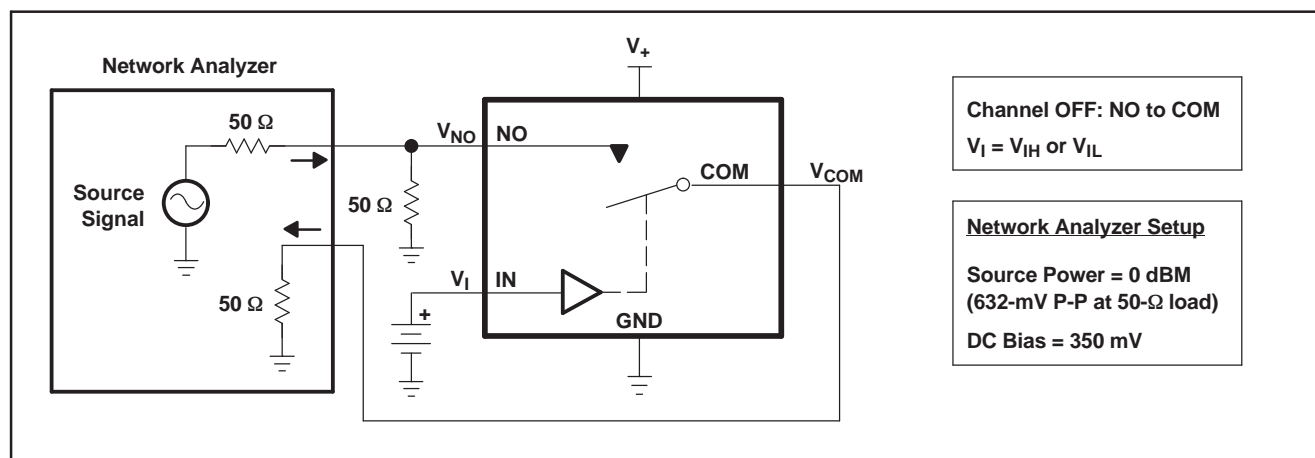 Network Analyzer
50 Ω
Source
Signal
50 Ω
50 Ω
V+
VNO
NO
COM
VCOM
VI
IN
+
GND
Channel OFF: NO to COM
VI = VIH or VIL
Network Analyzer Setup
Source Power = 0 dBM
(632-mV P-P at 50-Ω load)
DC Bias = 350 mV